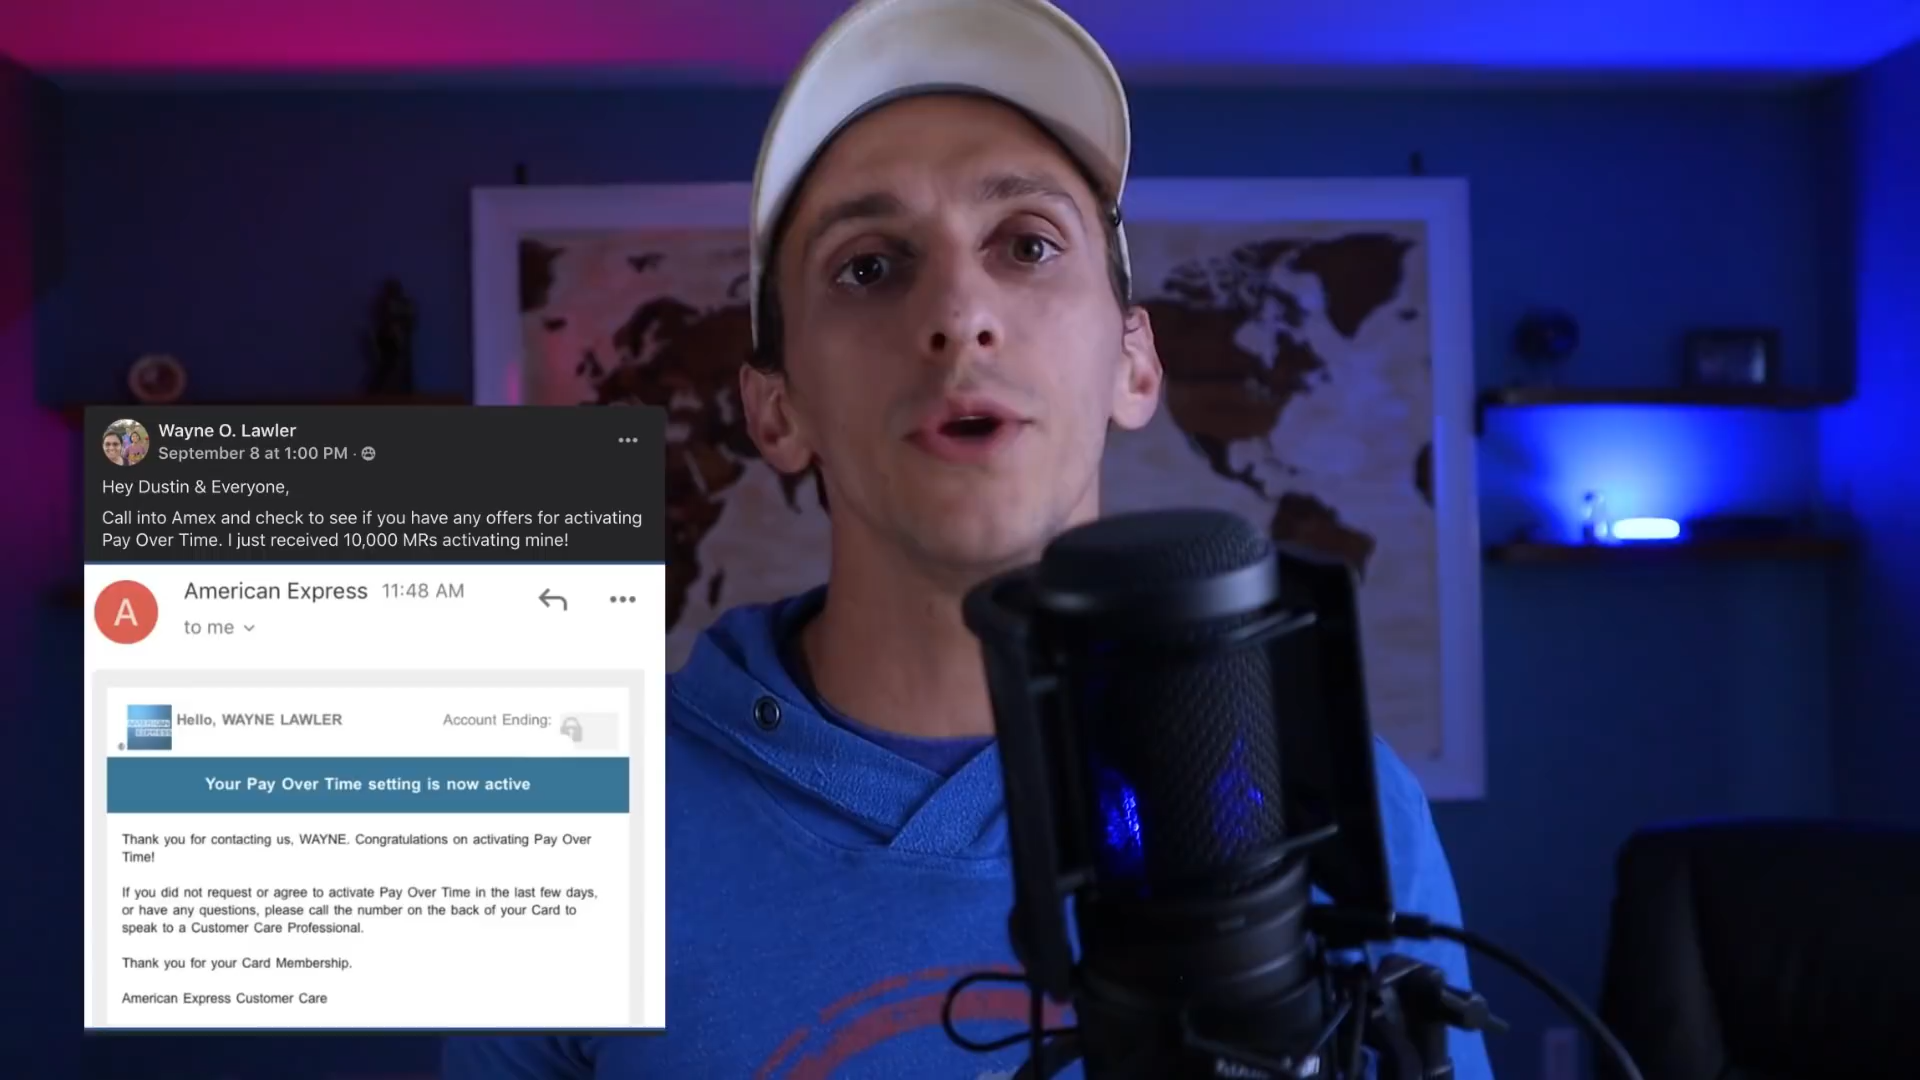 Wayne O. Lawler
September 8 at 1:00 PM ·
Hey Dustin & Everyone,
Call into Amex and check to see if you have any offers for activating
Pay Over Time. I just received 10,000 MRs activating mine!
A
American Express 11:48 AM
to me
AMERICAN
EXPRESS
Hello, WAYNE LAWLER
Account Ending:
Your Pay Over Time setting is now active
Thank you for contacting us, WAYNE. Congratulations on activating Pay Over
Time!
If you did not request or agree to activate Pay Over Time in the last few days,
or have any questions, please call the number on the back of your Card to
speak to a Customer Care Professional.
Thank you for your Card Membership.
American Express Customer Care